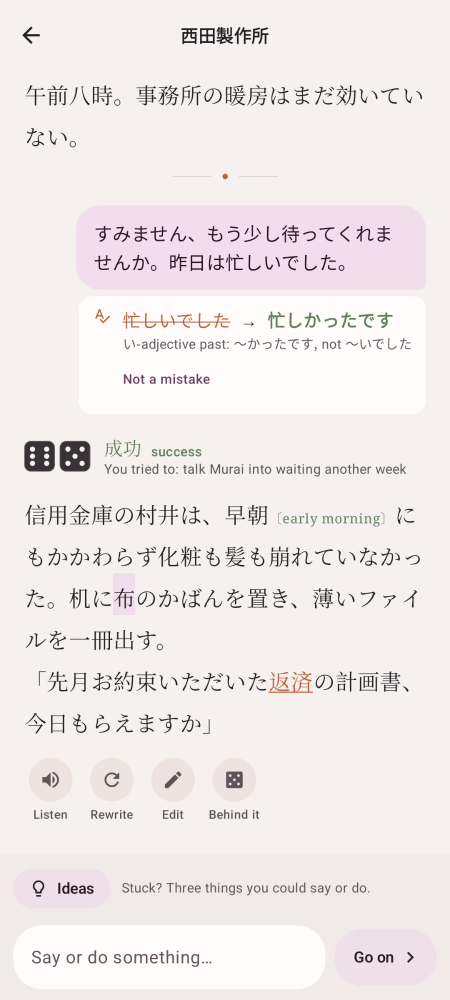 西田製作所
午前八時。事務所の暖房はまだ効いてい
ない。
すみません、もう少し待ってくれま
せんか。昨日は忙しいでした。
忙しいでした → 忙しかったです
い-adjective past: 〜かったです, not 〜いでした
Not a mistake
成功 success
You tried to: talk Murai into waiting another week
信用金庫の村井は、早朝〔early morning〕に
もかかわらず化粧も髪も崩れていなかっ
た。机に布のかばんを置き、薄いファイ
ルを一冊出す。
「先月お約束いただいた返済の計画書、
今日もらえますか」
Listen Rewrite Edit Behind it
Ideas Stuck? Three things you could say or do.
Say or do something… Go on